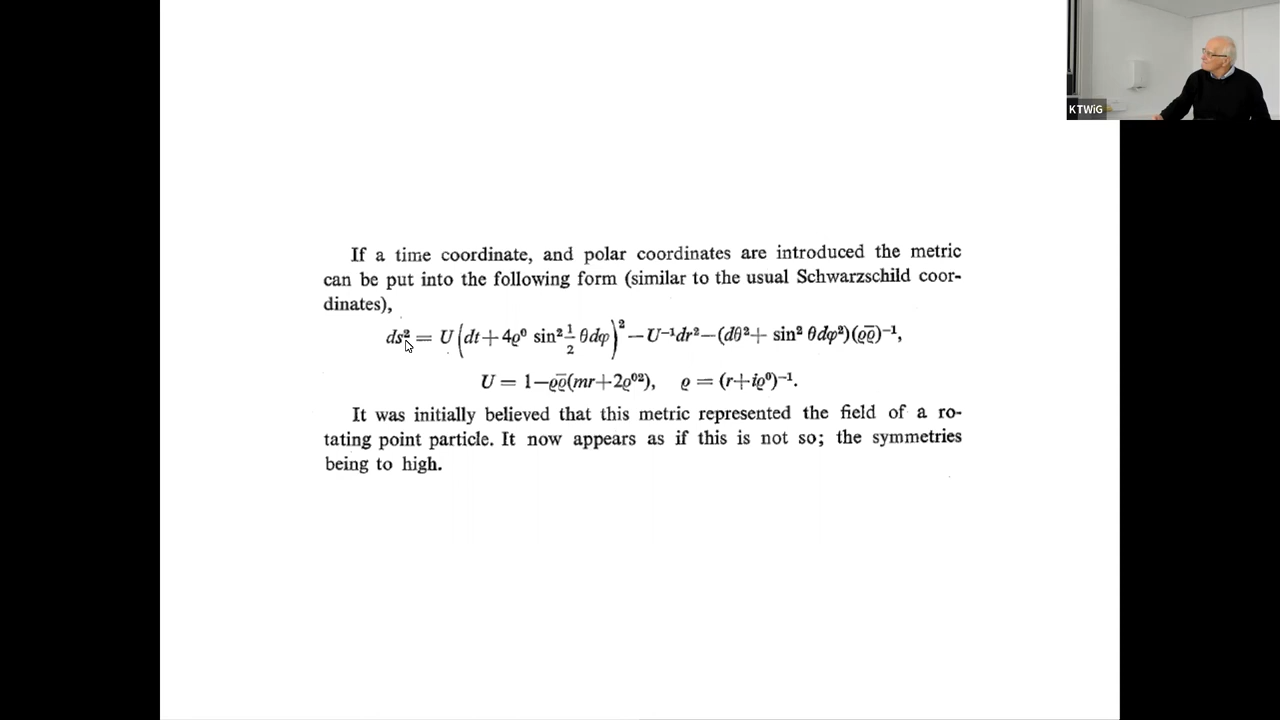 KTWiG
If a time coordinate, and polar coordinates are introduced the metric
can be put into the following form (similar to the usual Schwarzschild coor-
dinates),
ds² = U(dt+4ϱ⁰ sin² 1/2 θdφ)² −U⁻¹dr²−(dθ²+ sin² θdφ²)(ϱϱ̅)⁻¹,
U = 1−ϱϱ̅(mr+2ϱ⁰²), ϱ = (r+iϱ⁰)⁻¹.
It was initially believed that this metric represented the field of a ro-
tating point particle. It now appears as if this is not so; the symmetries
being to high.